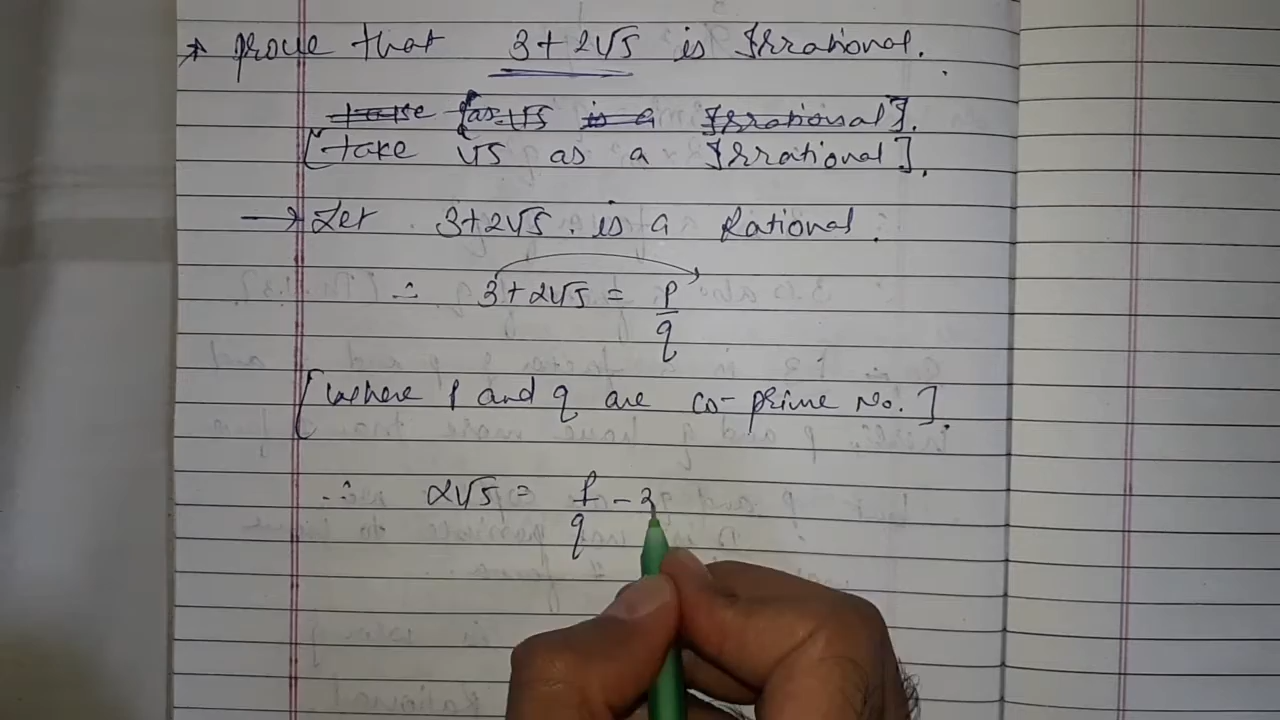 → prove that 3+2√5 is Irrational.
take √5 is a Irrational].
[take √5 as a Irrational].
→ Let 3+2√5 is a Rational.
∴ 3+2√5 = p/q
[where p and q are co-prime No.].
∴ 2√5 = p/q - 3